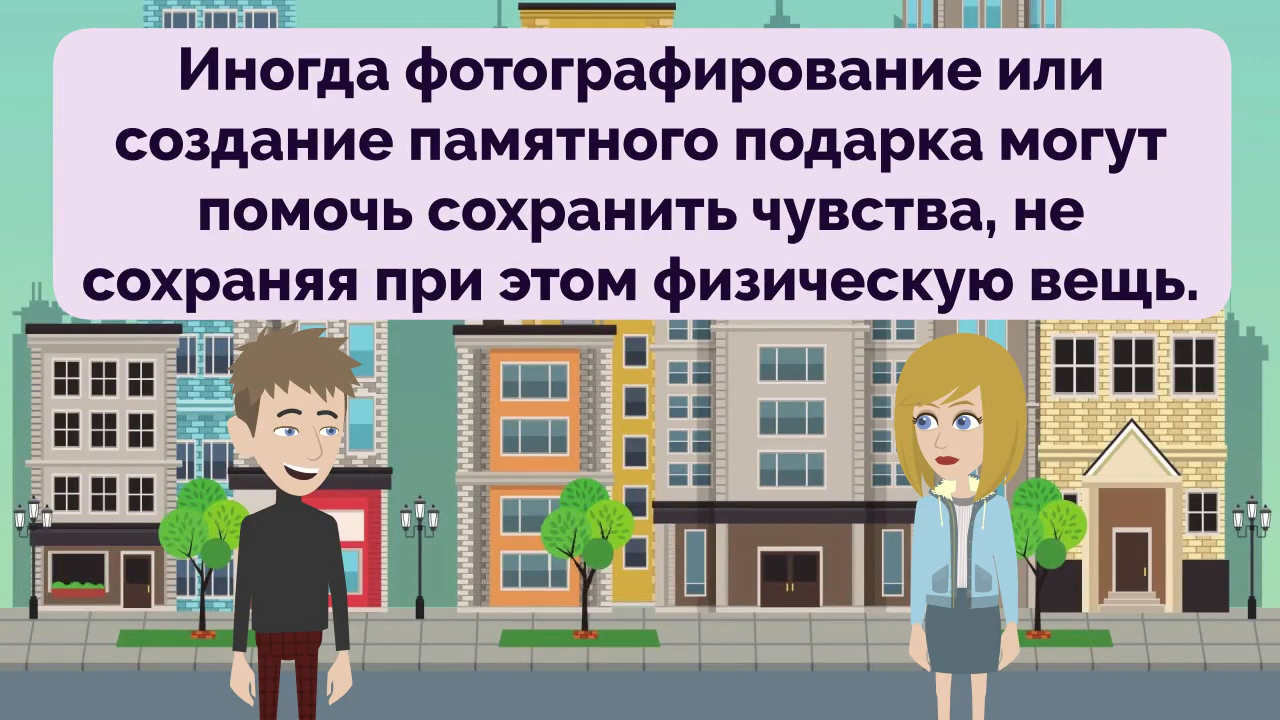 Иногда фотографирование или
создание памятного подарка могут
помочь сохранить чувства, не
сохраняя при этом физическую вещь.